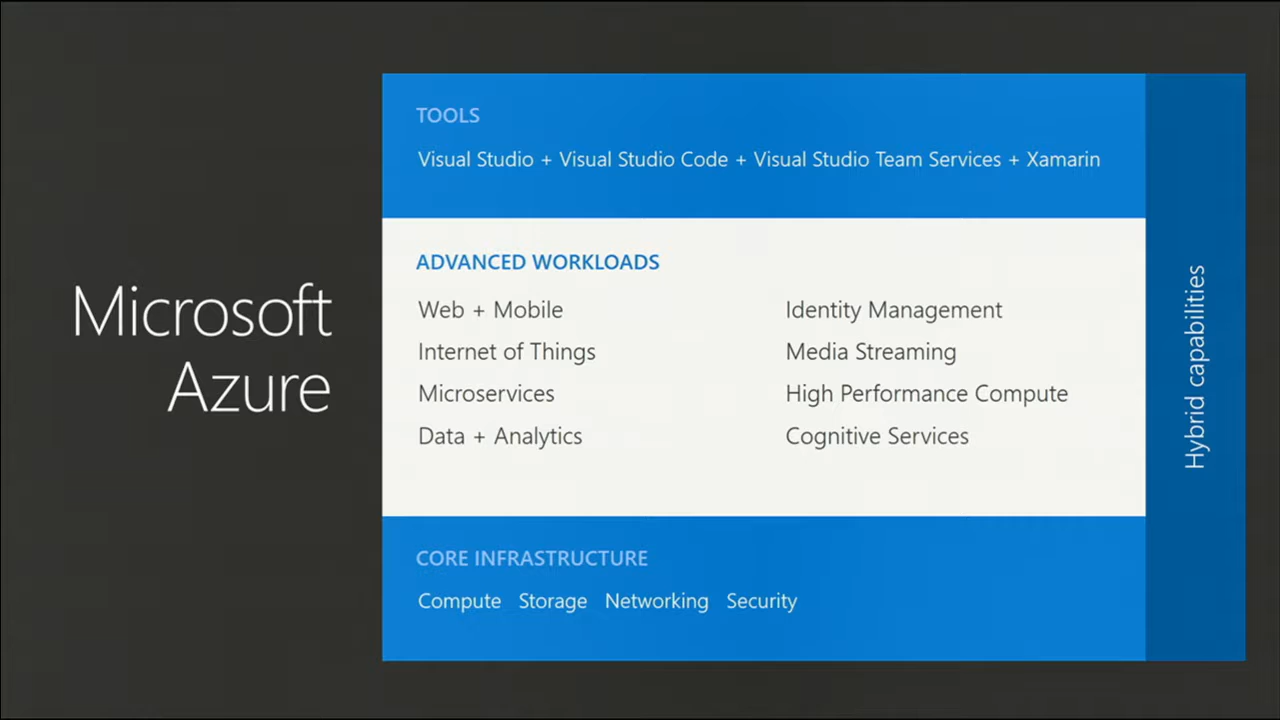 Microsoft
Azure
TOOLS
Visual Studio + Visual Studio Code + Visual Studio Team Services + Xamarin
ADVANCED WORKLOADS
Web + Mobile
Internet of Things
Microservices
Data + Analytics
Identity Management
Media Streaming
High Performance Compute
Cognitive Services
CORE INFRASTRUCTURE
Compute Storage Networking Security
Hybrid capabilities